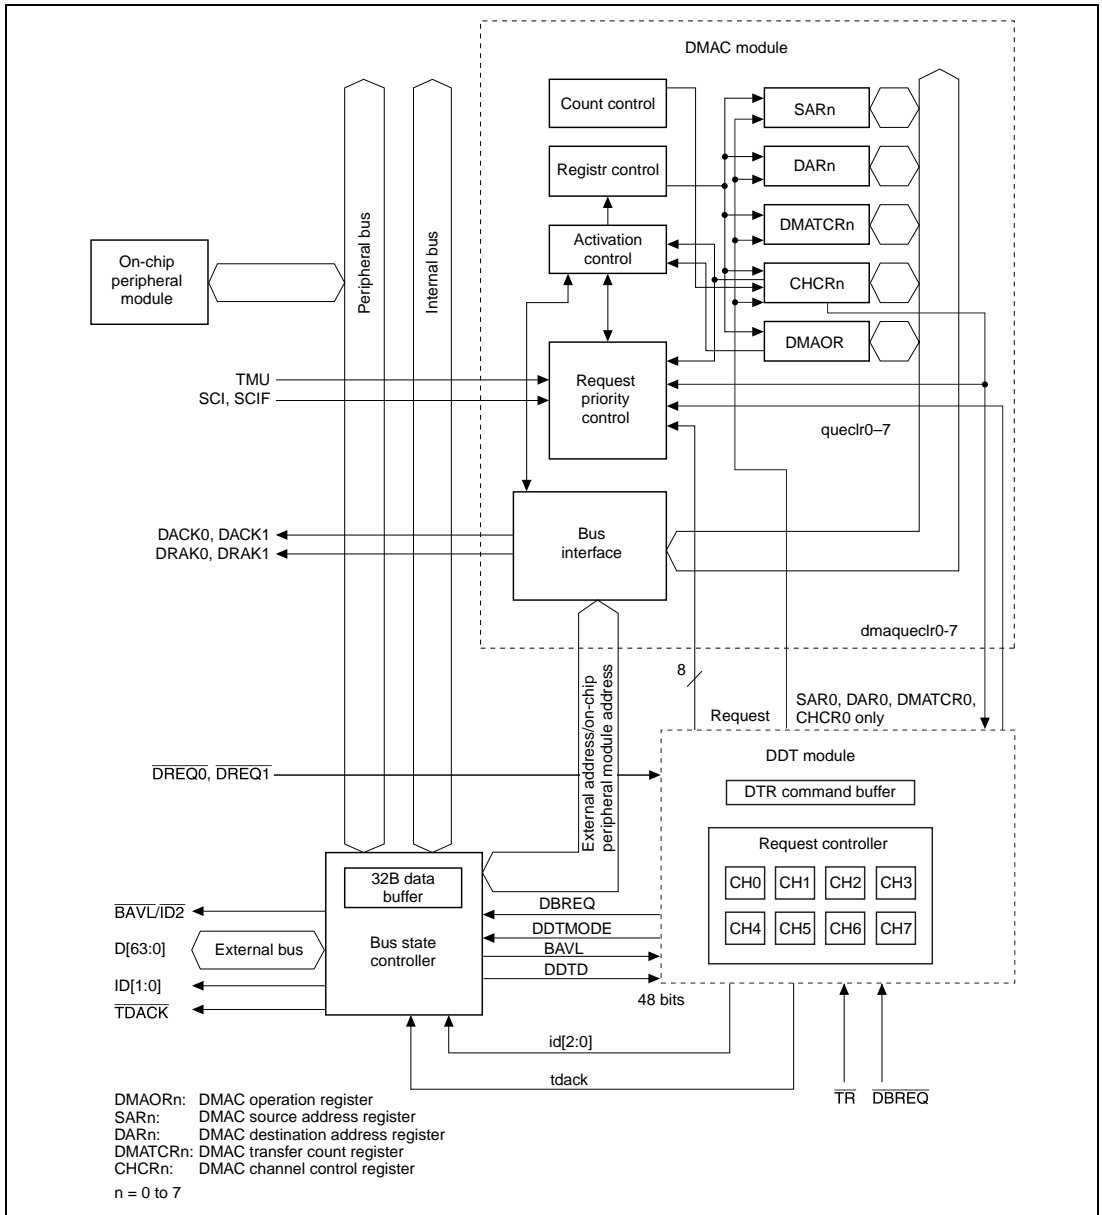 DMAC module
Count control
SARn
Registr control
DARn
DMATCRn
Activation
control
CHCRn
DMAOR
On-chip
peripheral
module
Peripheral bus
Internal bus
TMU
SCI, SCIF
Request
priority
control
queclr0–7
DACK0, DACK1
DRAK0, DRAK1
Bus
interface
dmaqueclr0-7
External address/on-chip
peripheral module address
8
Request
SAR0, DAR0, DMATCR0,
CHCR0 only
DREQ0, DREQ1
DDT module
DTR command buffer
Request controller
CH0 CH1 CH2 CH3
CH4 CH5 CH6 CH7
32B data
buffer
Bus state
controller
BAVL/ID2
D[63:0]
External bus
ID[1:0]
TDACK
DBREQ
DDTMODE
BAVL
DDTD
48 bits
id[2:0]
tdack
TR
DBREQ
DMAORn: DMAC operation register
SARn: DMAC source address register
DARn: DMAC destination address register
DMATCRn: DMAC transfer count register
CHCRn: DMAC channel control register
n = 0 to 7